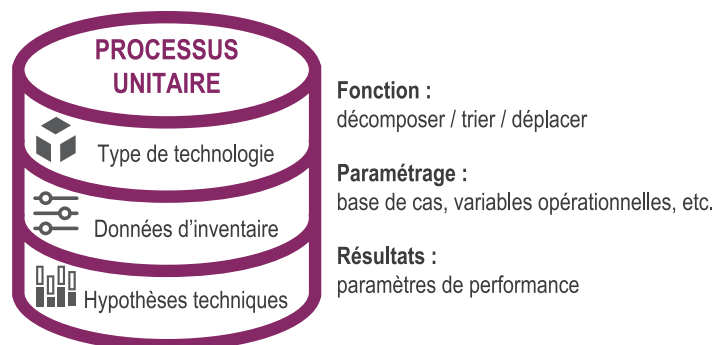 PROCESSUS
UNITAIRE
Type de technologie
Données d'inventaire
Hypothèses techniques
Fonction :
décomposer / trier / déplacer
Paramétrage :
base de cas, variables opérationnelles, etc.
Résultats :
paramètres de performance